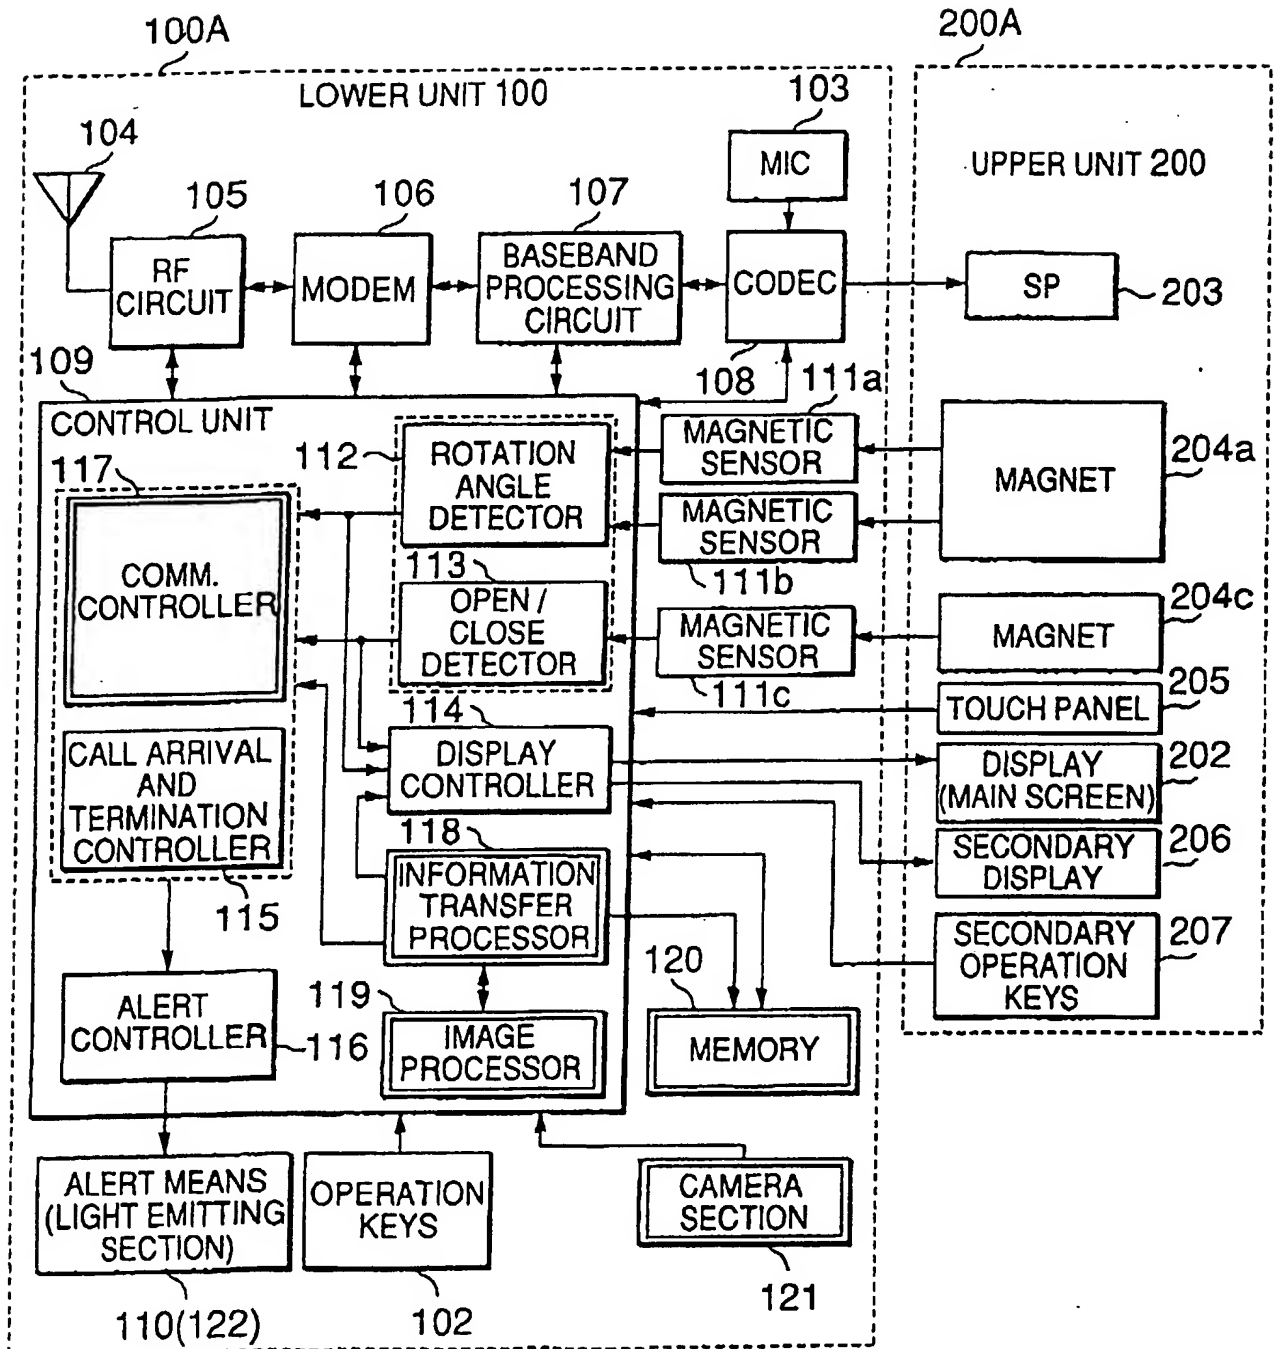 100A
200A
LOWER UNIT 100
103
104
MIC
UPPER UNIT 200
105
106
107
RF
CIRCUIT
MODEM
BASEBAND
PROCESSING
CIRCUIT
CODEC
SP
203
109
108
111a
CONTROL UNIT
112
ROTATION
ANGLE
DETECTOR
MAGNETIC
SENSOR
MAGNET
204a
117
MAGNETIC
SENSOR
COMM.
CONTROLLER
113
111b
OPEN /
CLOSE
DETECTOR
MAGNETIC
SENSOR
MAGNET
204c
111c
205
TOUCH PANEL
114
CALL ARRIVAL
AND
TERMINATION
CONTROLLER
DISPLAY
CONTROLLER
DISPLAY
(MAIN SCREEN)
202
118
SECONDARY
DISPLAY
206
115
INFORMATION
TRANSFER
PROCESSOR
SECONDARY
OPERATION
KEYS
207
120
119
ALERT
CONTROLLER
116
IMAGE
PROCESSOR
MEMORY
ALERT MEANS
(LIGHT EMITTING
SECTION)
OPERATION
KEYS
CAMERA
SECTION
110(122)
102
121